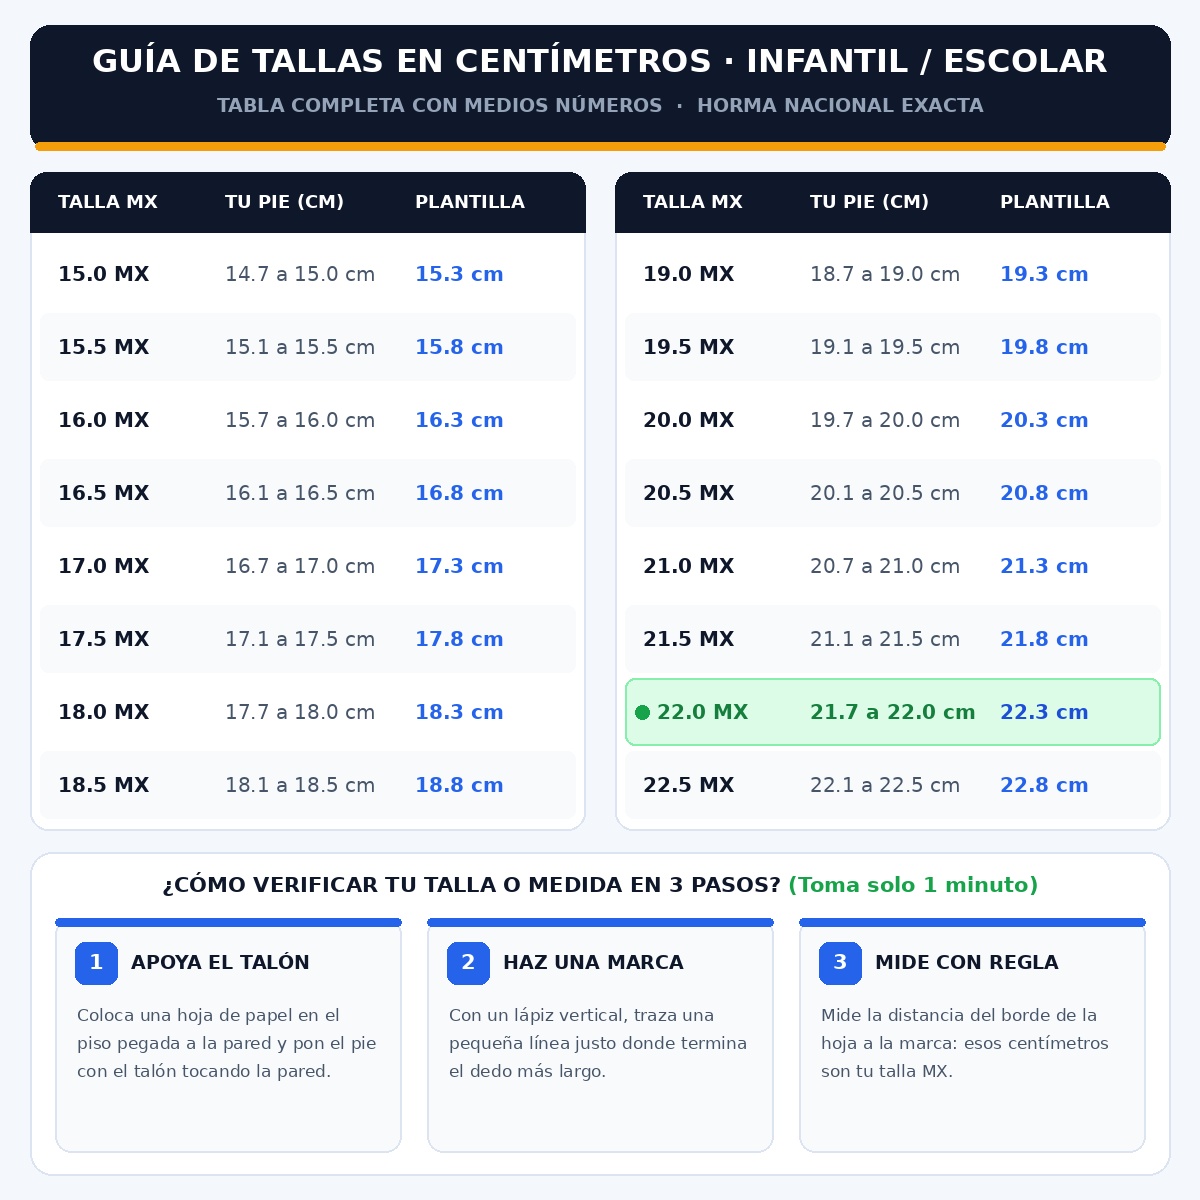 GUÍA DE TALLAS EN CENTÍMETROS · INFANTIL / ESCOLAR
TABLA COMPLETA CON MEDIOS NÚMEROS · HORMA NACIONAL EXACTA
TALLA MX TU PIE (CM) PLANTILLA
15.0 MX 14.7 a 15.0 cm 15.3 cm
15.5 MX 15.1 a 15.5 cm 15.8 cm
16.0 MX 15.7 a 16.0 cm 16.3 cm
16.5 MX 16.1 a 16.5 cm 16.8 cm
17.0 MX 16.7 a 17.0 cm 17.3 cm
17.5 MX 17.1 a 17.5 cm 17.8 cm
18.0 MX 17.7 a 18.0 cm 18.3 cm
18.5 MX 18.1 a 18.5 cm 18.8 cm
TALLA MX TU PIE (CM) PLANTILLA
19.0 MX 18.7 a 19.0 cm 19.3 cm
19.5 MX 19.1 a 19.5 cm 19.8 cm
20.0 MX 19.7 a 20.0 cm 20.3 cm
20.5 MX 20.1 a 20.5 cm 20.8 cm
21.0 MX 20.7 a 21.0 cm 21.3 cm
21.5 MX 21.1 a 21.5 cm 21.8 cm
22.0 MX 21.7 a 22.0 cm 22.3 cm
22.5 MX 22.1 a 22.5 cm 22.8 cm
¿CÓMO VERIFICAR TU TALLA O MEDIDA EN 3 PASOS? (Toma solo 1 minuto)
1 APOYA EL TALÓN
Coloca una hoja de papel en el
piso pegada a la pared y pon el pie
con el talón tocando la pared.
2 HAZ UNA MARCA
Con un lápiz vertical, traza una
pequeña línea justo donde termina
el dedo más largo.
3 MIDE CON REGLA
Mide la distancia del borde de la
hoja a la marca: esos centímetros
son tu talla MX.